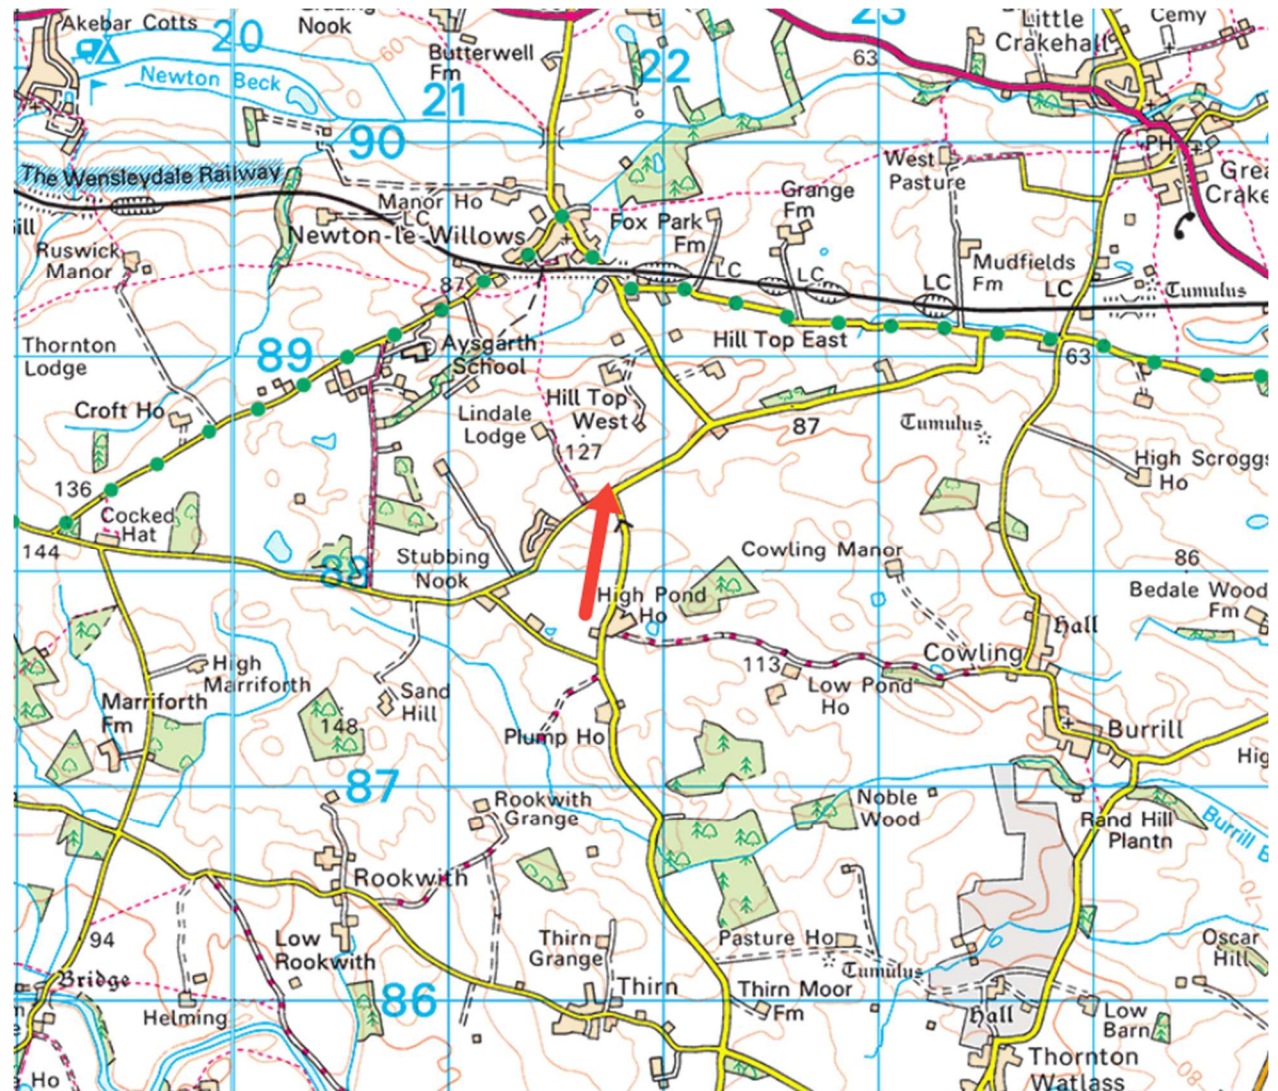 Akebar Cotts
20
Nook
Butterwell
Fm
21
22
23
63
Little
Crakehall
Cemy
60
Newton Beck
90
The Wensleydale Railway
Manor Ho
LC
Newton-le-Willows
Fox Park
Fm
Grange
Fm
West
Pasture
PH
Ruswick
Manor
87
LC
LC
LC
Mudfields
Fm
LC
Tumulus
Thornton
Lodge
89
Aysgarth
School
Hill Top East
63
Croft Ho
Lindale
Lodge
Hill Top
West
127
87
Tumulus
High Scroggs
Ho
136
Cocked
Hat
144
88
Stubbing
Nook
Cowling Manor
86
Bedale Wood
Fm
High Pond
Ho
Hall
Cowling
113
Low Pond
Ho
High
Marriforth
Marriforth
Fm
Sand
Hill
148
Plump Ho
Burrill
87
Rookwith
Grange
Noble
Wood
Rand Hill
Plantn
Burrill B
Rookwith
94
Low
Rookwith
Thirn
Grange
Pasture Ho
Tumulus
Oscar
Hill
Bridge
Helming
86
Thirn
Thirn Moor
Fm
Hall
Low
Barn
Ho
Thornton
Watlass
80